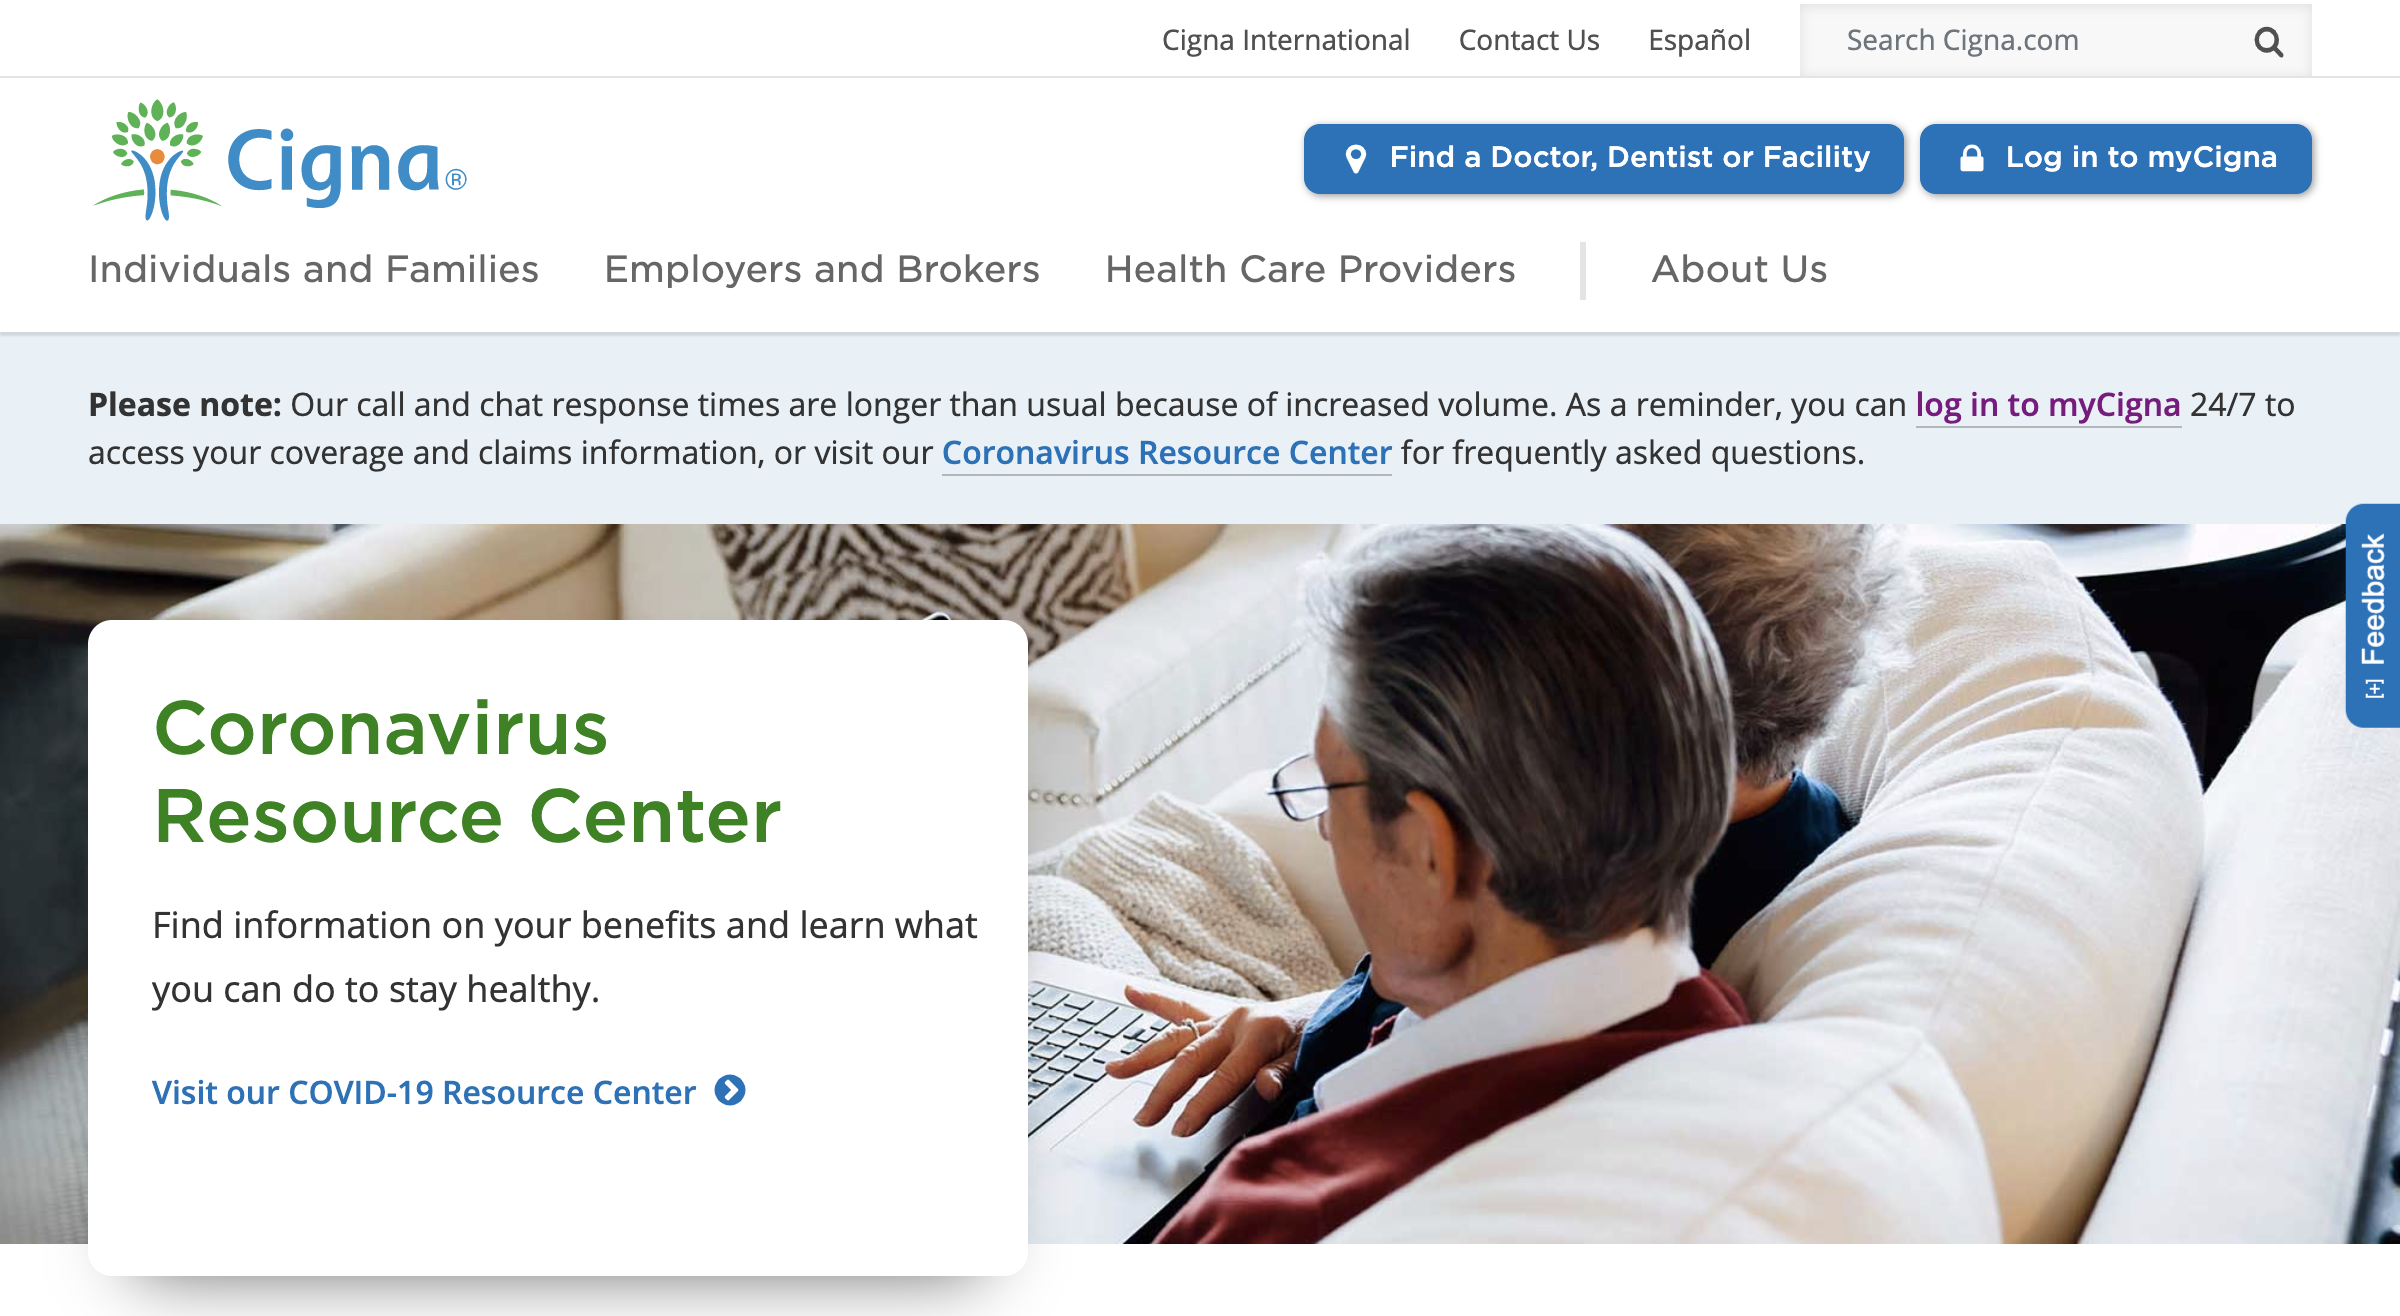 Cigna International Contact Us Español Search Cigna.com
Cigna®
Find a Doctor, Dentist or Facility
Log in to myCigna
Individuals and Families Employers and Brokers Health Care Providers About Us
Please note: Our call and chat response times are longer than usual because of increased volume. As a reminder, you can log in to myCigna 24/7 to
access your coverage and claims information, or visit our Coronavirus Resource Center for frequently asked questions.
[+] Feedback
Coronavirus
Resource Center
Find information on your benefits and learn what
you can do to stay healthy.
Visit our COVID-19 Resource Center